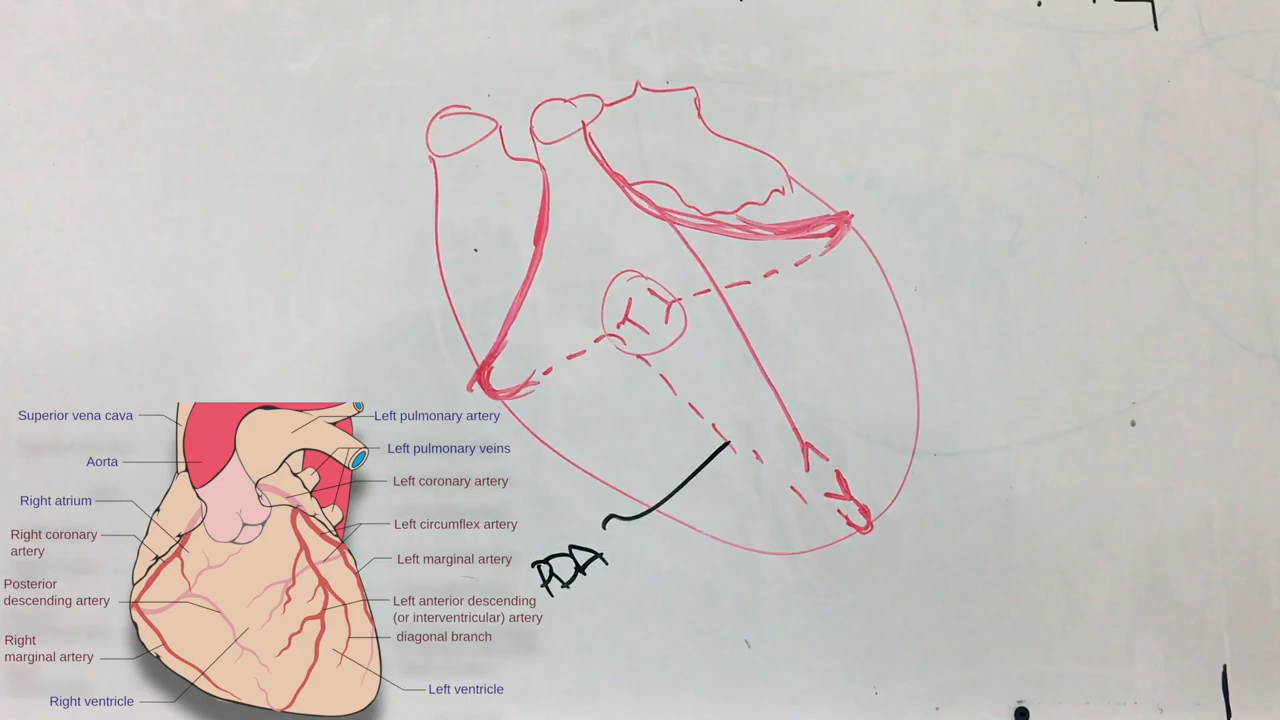 PDA
Superior vena cava
Aorta
Right atrium
Right coronary
artery
Posterior
descending artery
Right
marginal artery
Right ventricle
Left pulmonary artery
Left pulmonary veins
Left coronary artery
Left circumflex artery
Left marginal artery
Left anterior descending
(or interventricular) artery
diagonal branch
Left ventricle